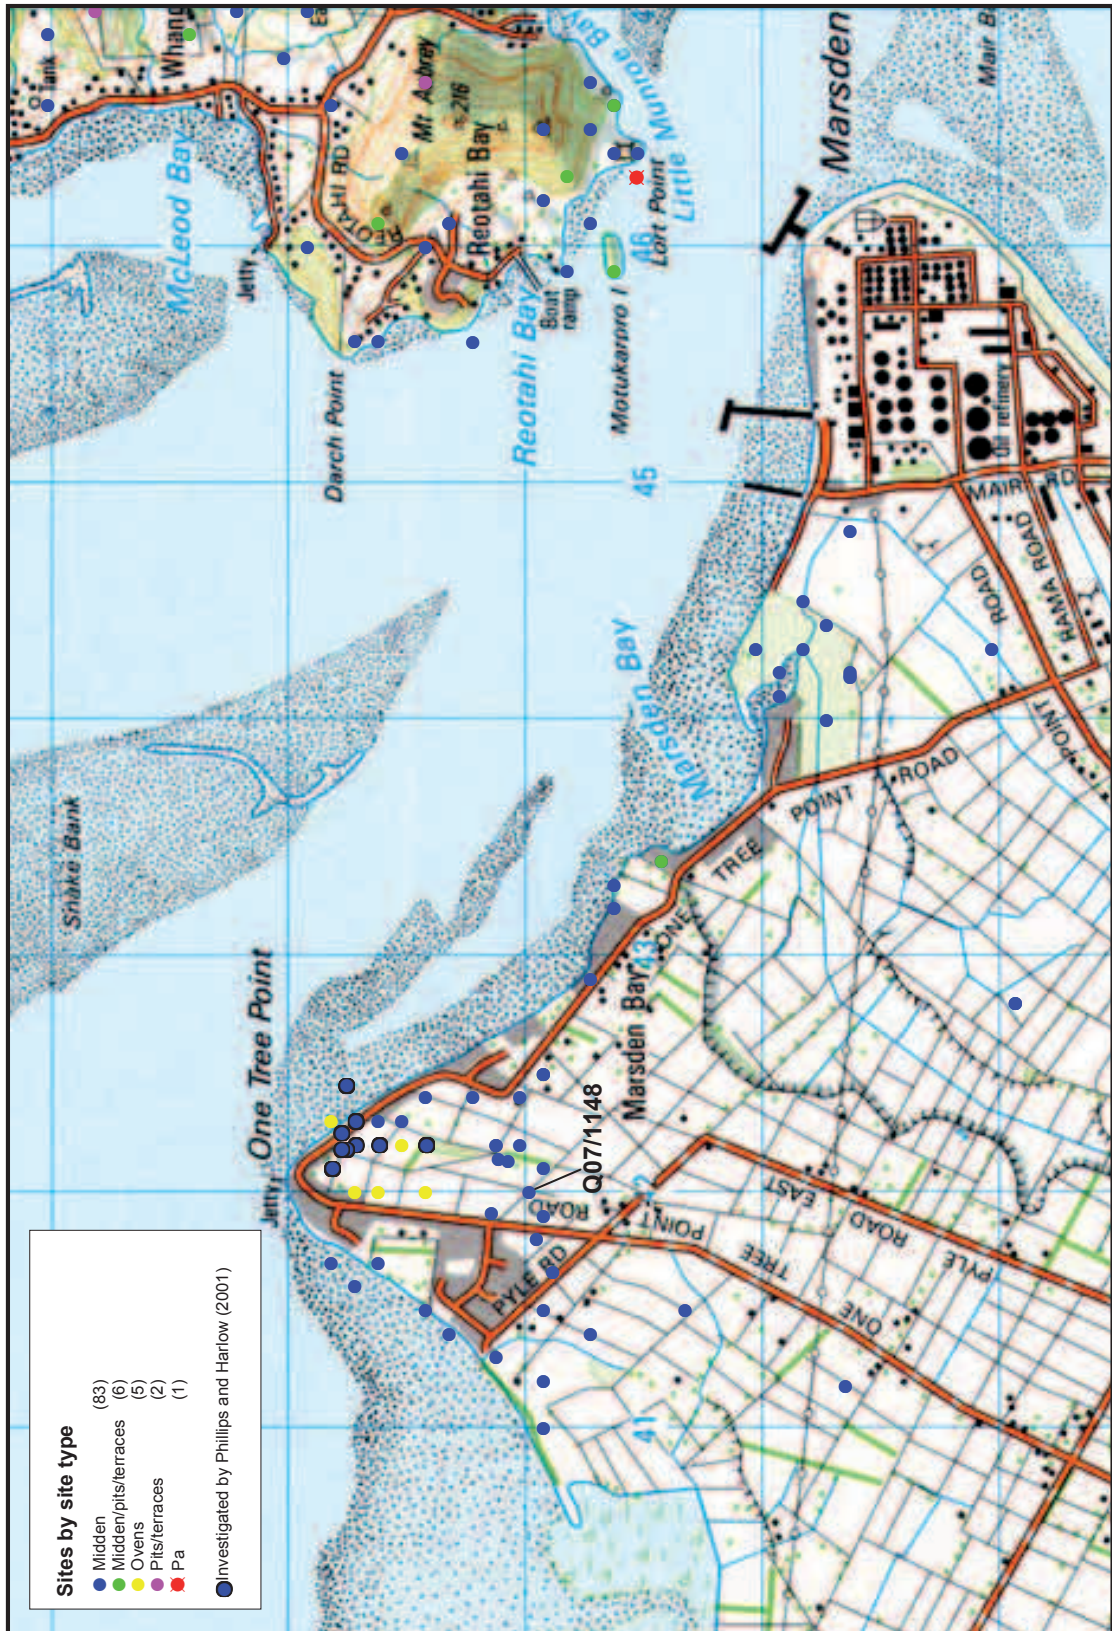 Sites by site type
Midden (83)
Midden/pits/terraces (6)
Ovens (5)
Pits/terraces (2)
Pa (1)
Investigated by Phillips and Harlow (2001)
Snake Bank
McLeod Bay
Jetty
Whang
REOTAHI RD
Mt Aubrey
216
Reotahi Bay
Darch Point
Reotahi Bay
Boat
ramp
Motukaroro I
Lort Point
Little Munroe Bay
46
45
Marsden
Mair B
One Tree Point
Jetty
Marsden Bay
Marsden Bay
43
42
41
Q07/1148
PYLE RD
ROAD
POINT
TREE
ONE
PYLE
ROAD
EAST
ONE
TREE
POINT
ROAD
POINT
ROAD
MAIR RD
RAMA ROAD
Oil refinery